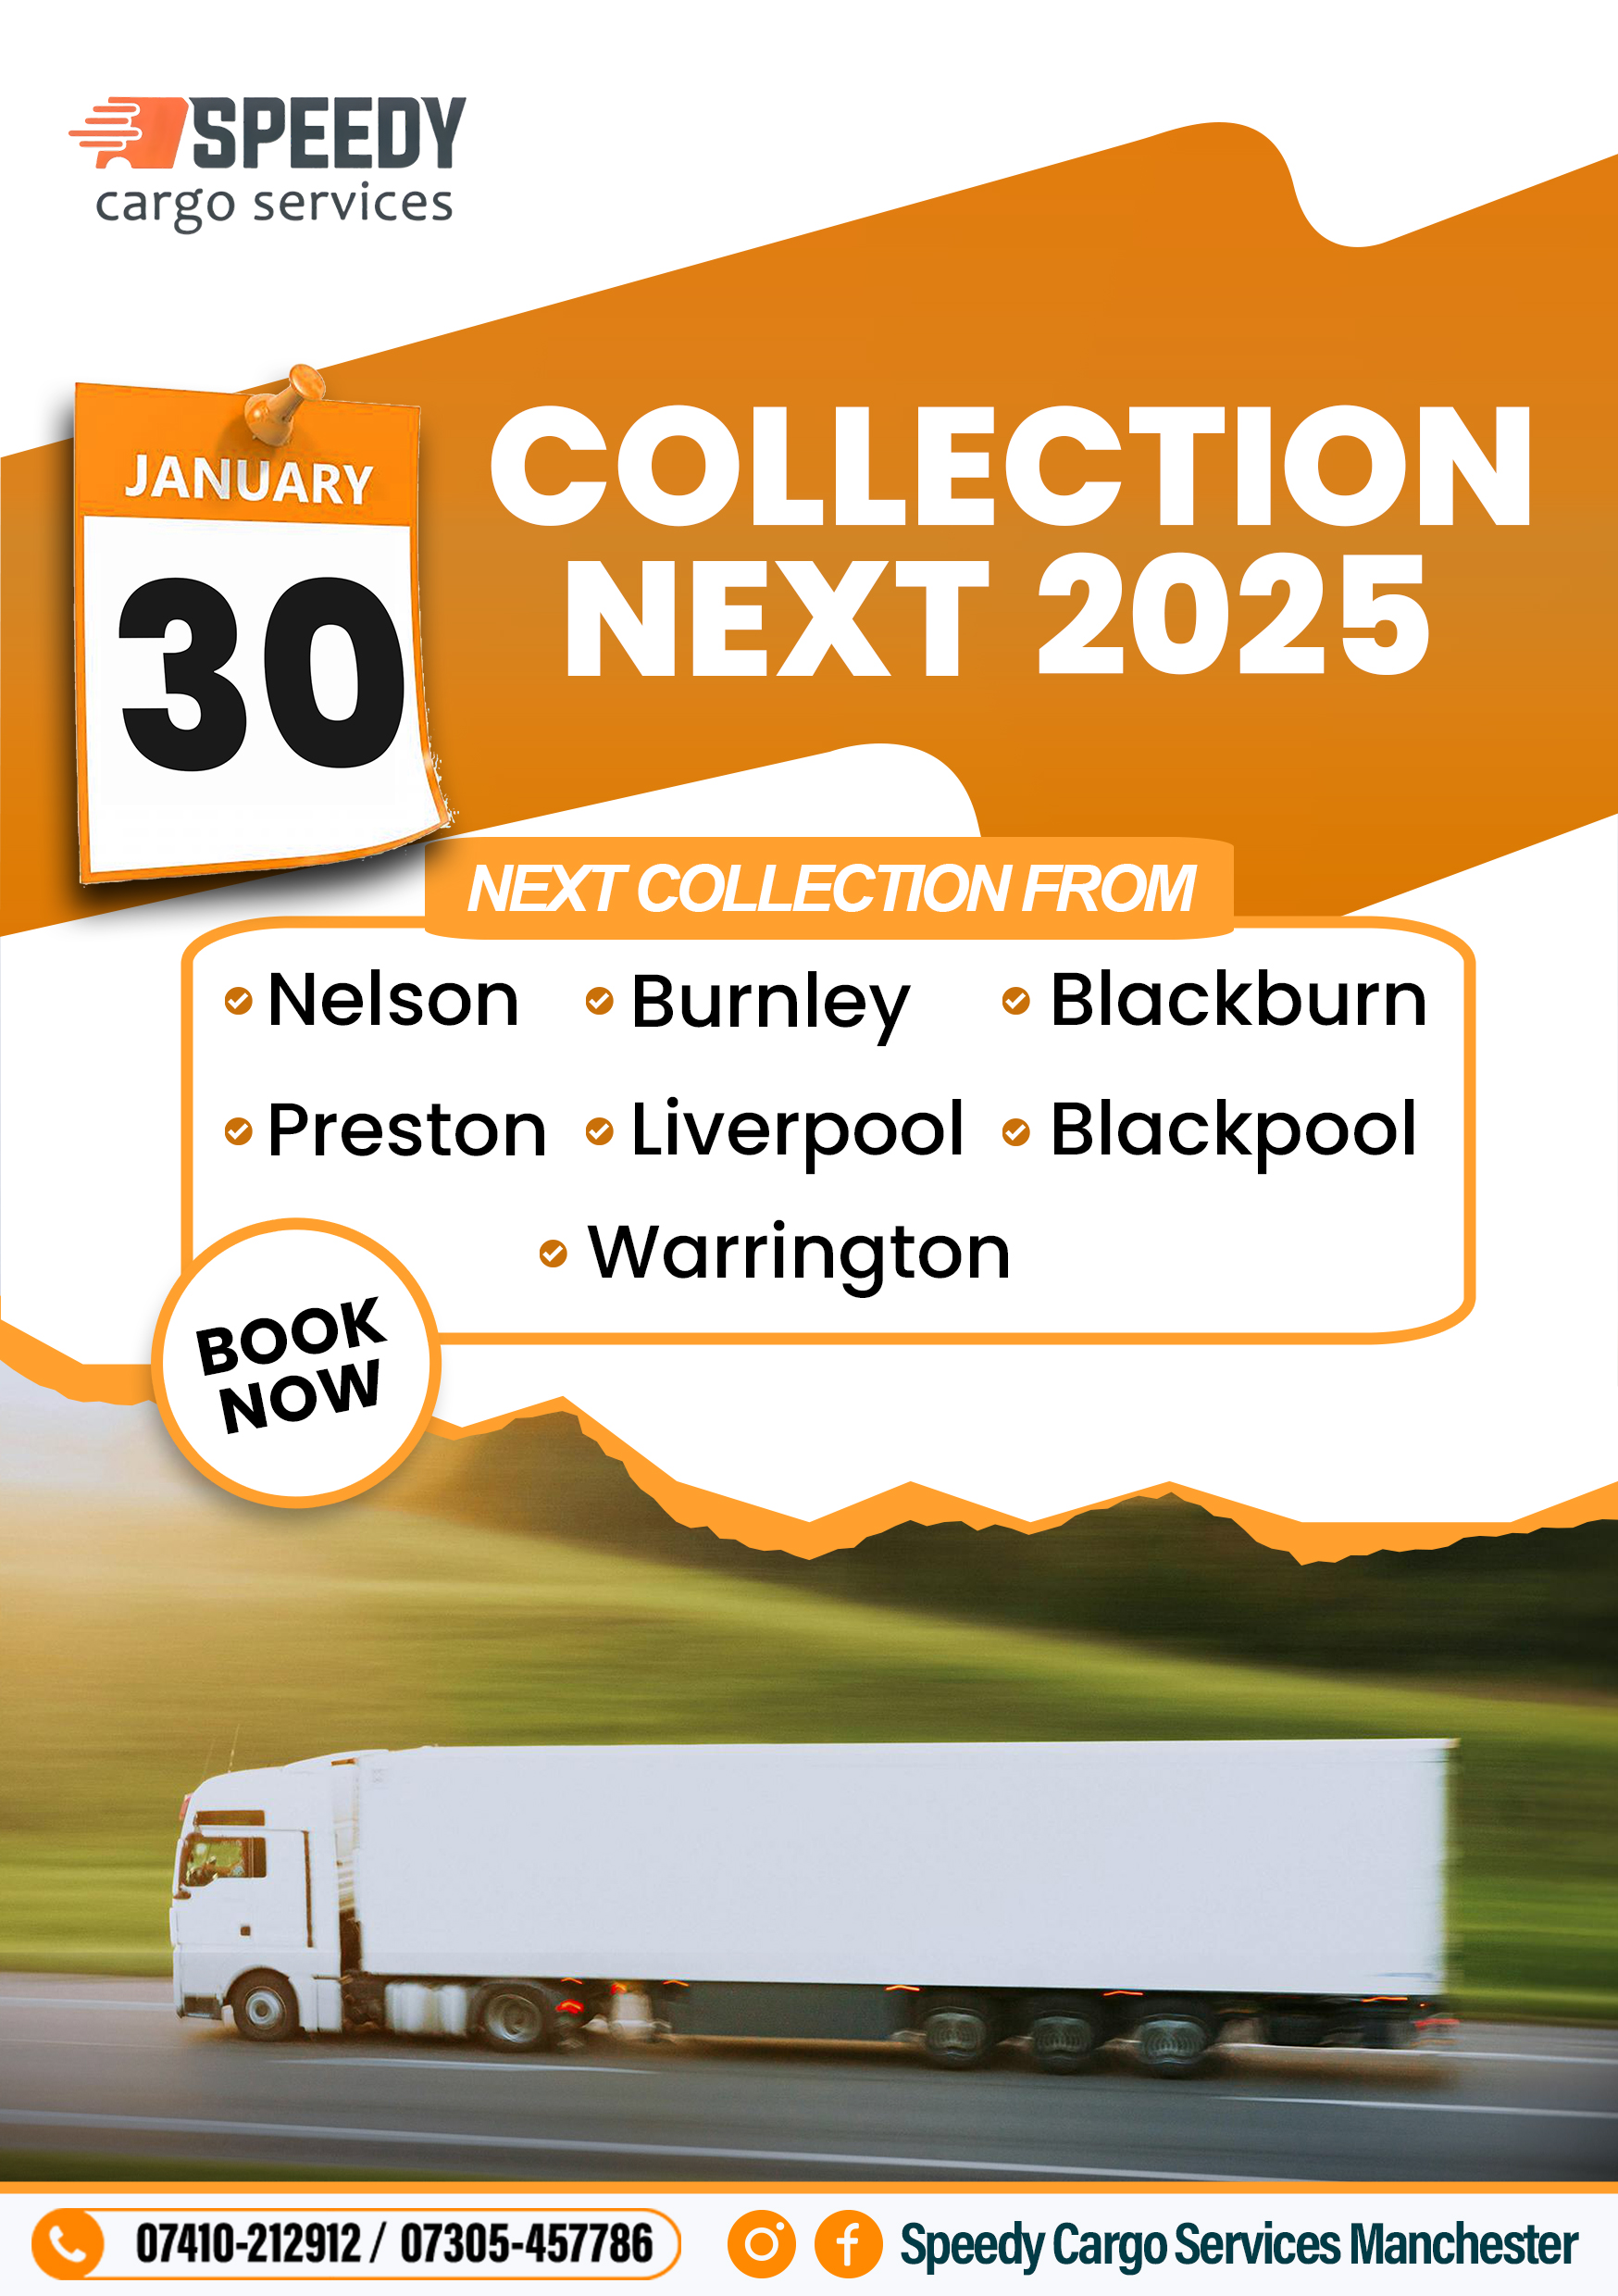 SPEEDY
cargo services
JANUARY
30
COLLECTION
NEXT 2025
NEXT COLLECTION FROM
Nelson
Burnley
Blackburn
Preston
Liverpool
Blackpool
Warrington
BOOK
NOW
07410-212912 / 07305-457786
Speedy Cargo Services Manchester